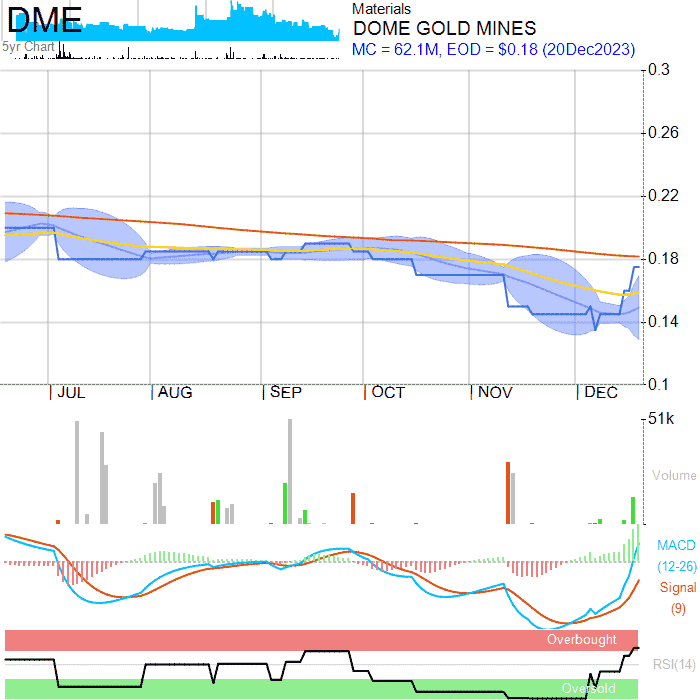 DME
5yr Chart
Materials
DOME GOLD MINES
MC = 62.1M, EOD = $0.18 (20Dec2023)
0.3
0.26
0.22
0.18
0.14
0.1
JUL AUG SEP OCT NOV DEC
51k
Volume
MACD
(12-26)
Signal
(9)
Overbought
RSI(14)
Oversold